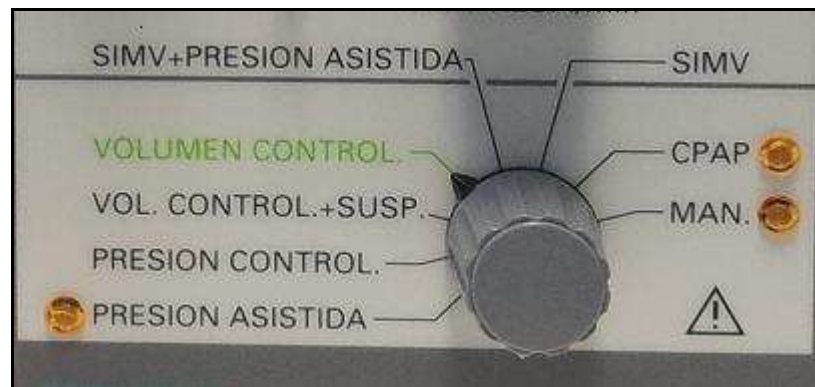 SIMV+PRESION ASISTIDA
SIMV
VOLUMEN CONTROL.
CPAP
VOL. CONTROL.+SUSP.
MAN.
PRESION CONTROL.
PRESION ASISTIDA